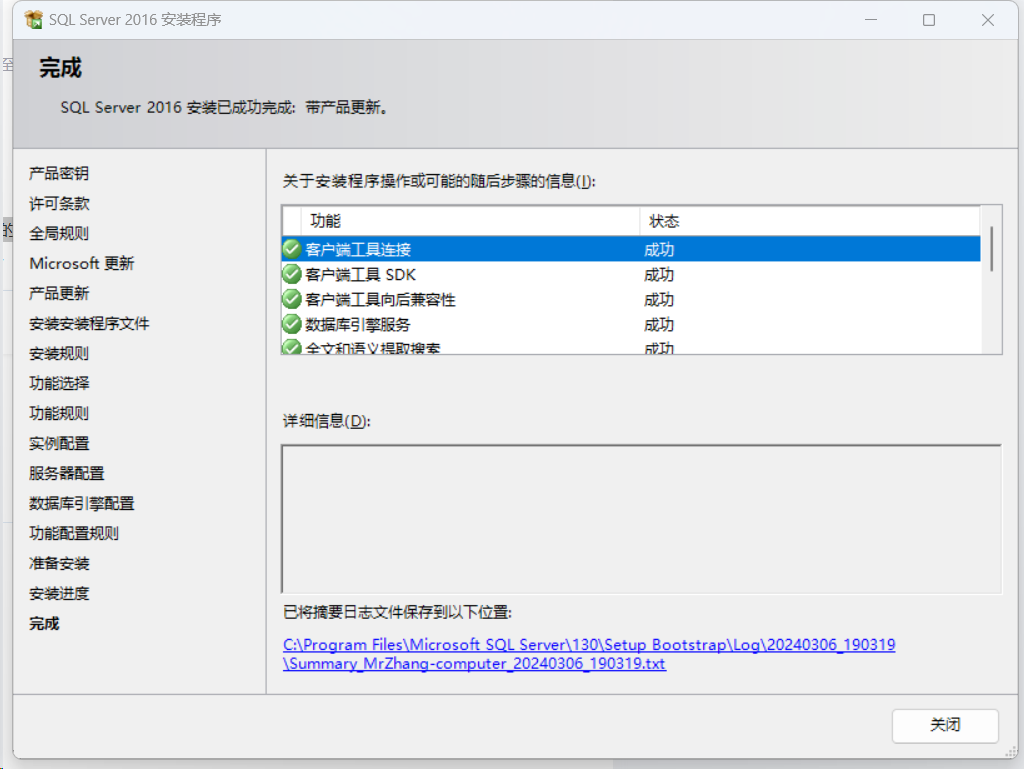 SQL Server 2016 安装程序
完成
SQL Server 2016 安装已成功完成: 带产品更新。
产品密钥
许可条款
全局规则
Microsoft 更新
产品更新
安装安装程序文件
安装规则
功能选择
功能规则
实例配置
服务器配置
数据库引擎配置
功能配置规则
准备安装
安装进度
完成
关于安装程序操作或可能的随后步骤的信息(I):
功能 状态
客户端工具连接 成功
客户端工具 SDK 成功
客户端工具向后兼容性 成功
数据库引擎服务 成功
全文和语义提取搜索 成功
详细信息(D):
已将摘要日志文件保存到以下位置:
C:\Program Files\Microsoft SQL Server\130\Setup Bootstrap\Log\20240306_190319
\Summary_MrZhang-computer_20240306_190319.txt
关闭